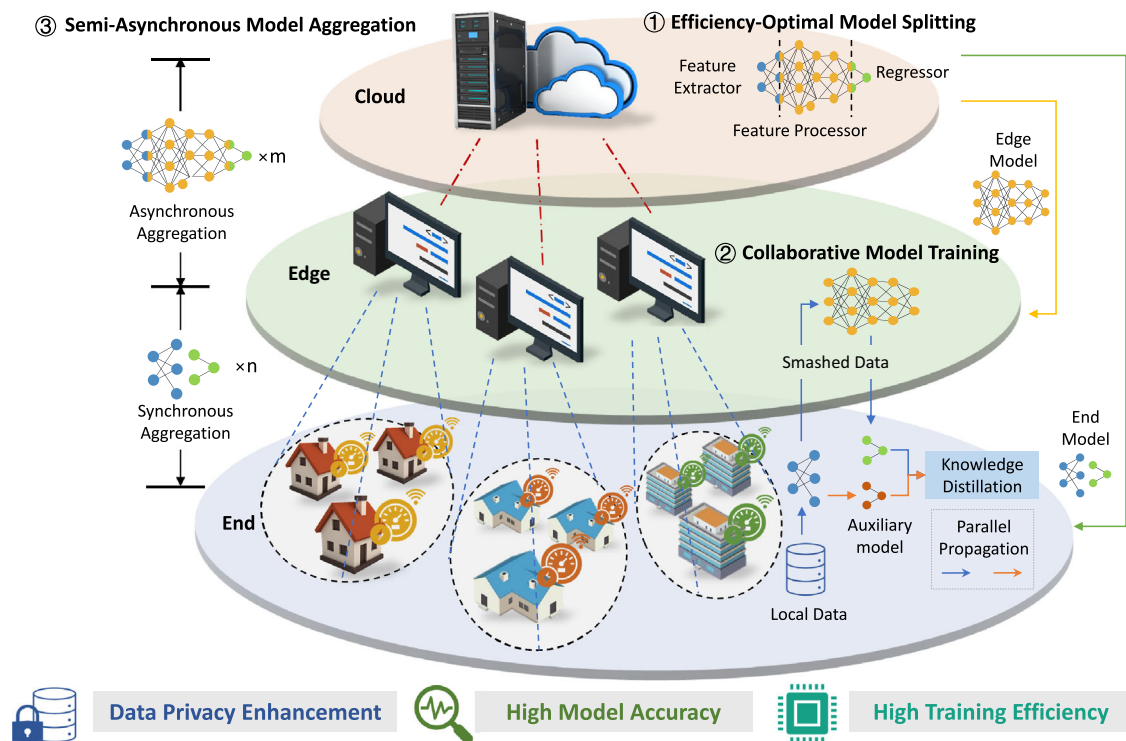 ③ Semi-Asynchronous Model Aggregation
① Efficiency-Optimal Model Splitting
Feature
Extractor
Regressor
Feature Processor
Cloud
×m
Asynchronous
Aggregation
Edge
Model
Edge
② Collaborative Model Training
Smashed Data
×n
Synchronous
Aggregation
End
Model
End
Knowledge
Distillation
Auxiliary
model
Parallel
Propagation
Local Data
Data Privacy Enhancement
High Model Accuracy
High Training Efficiency